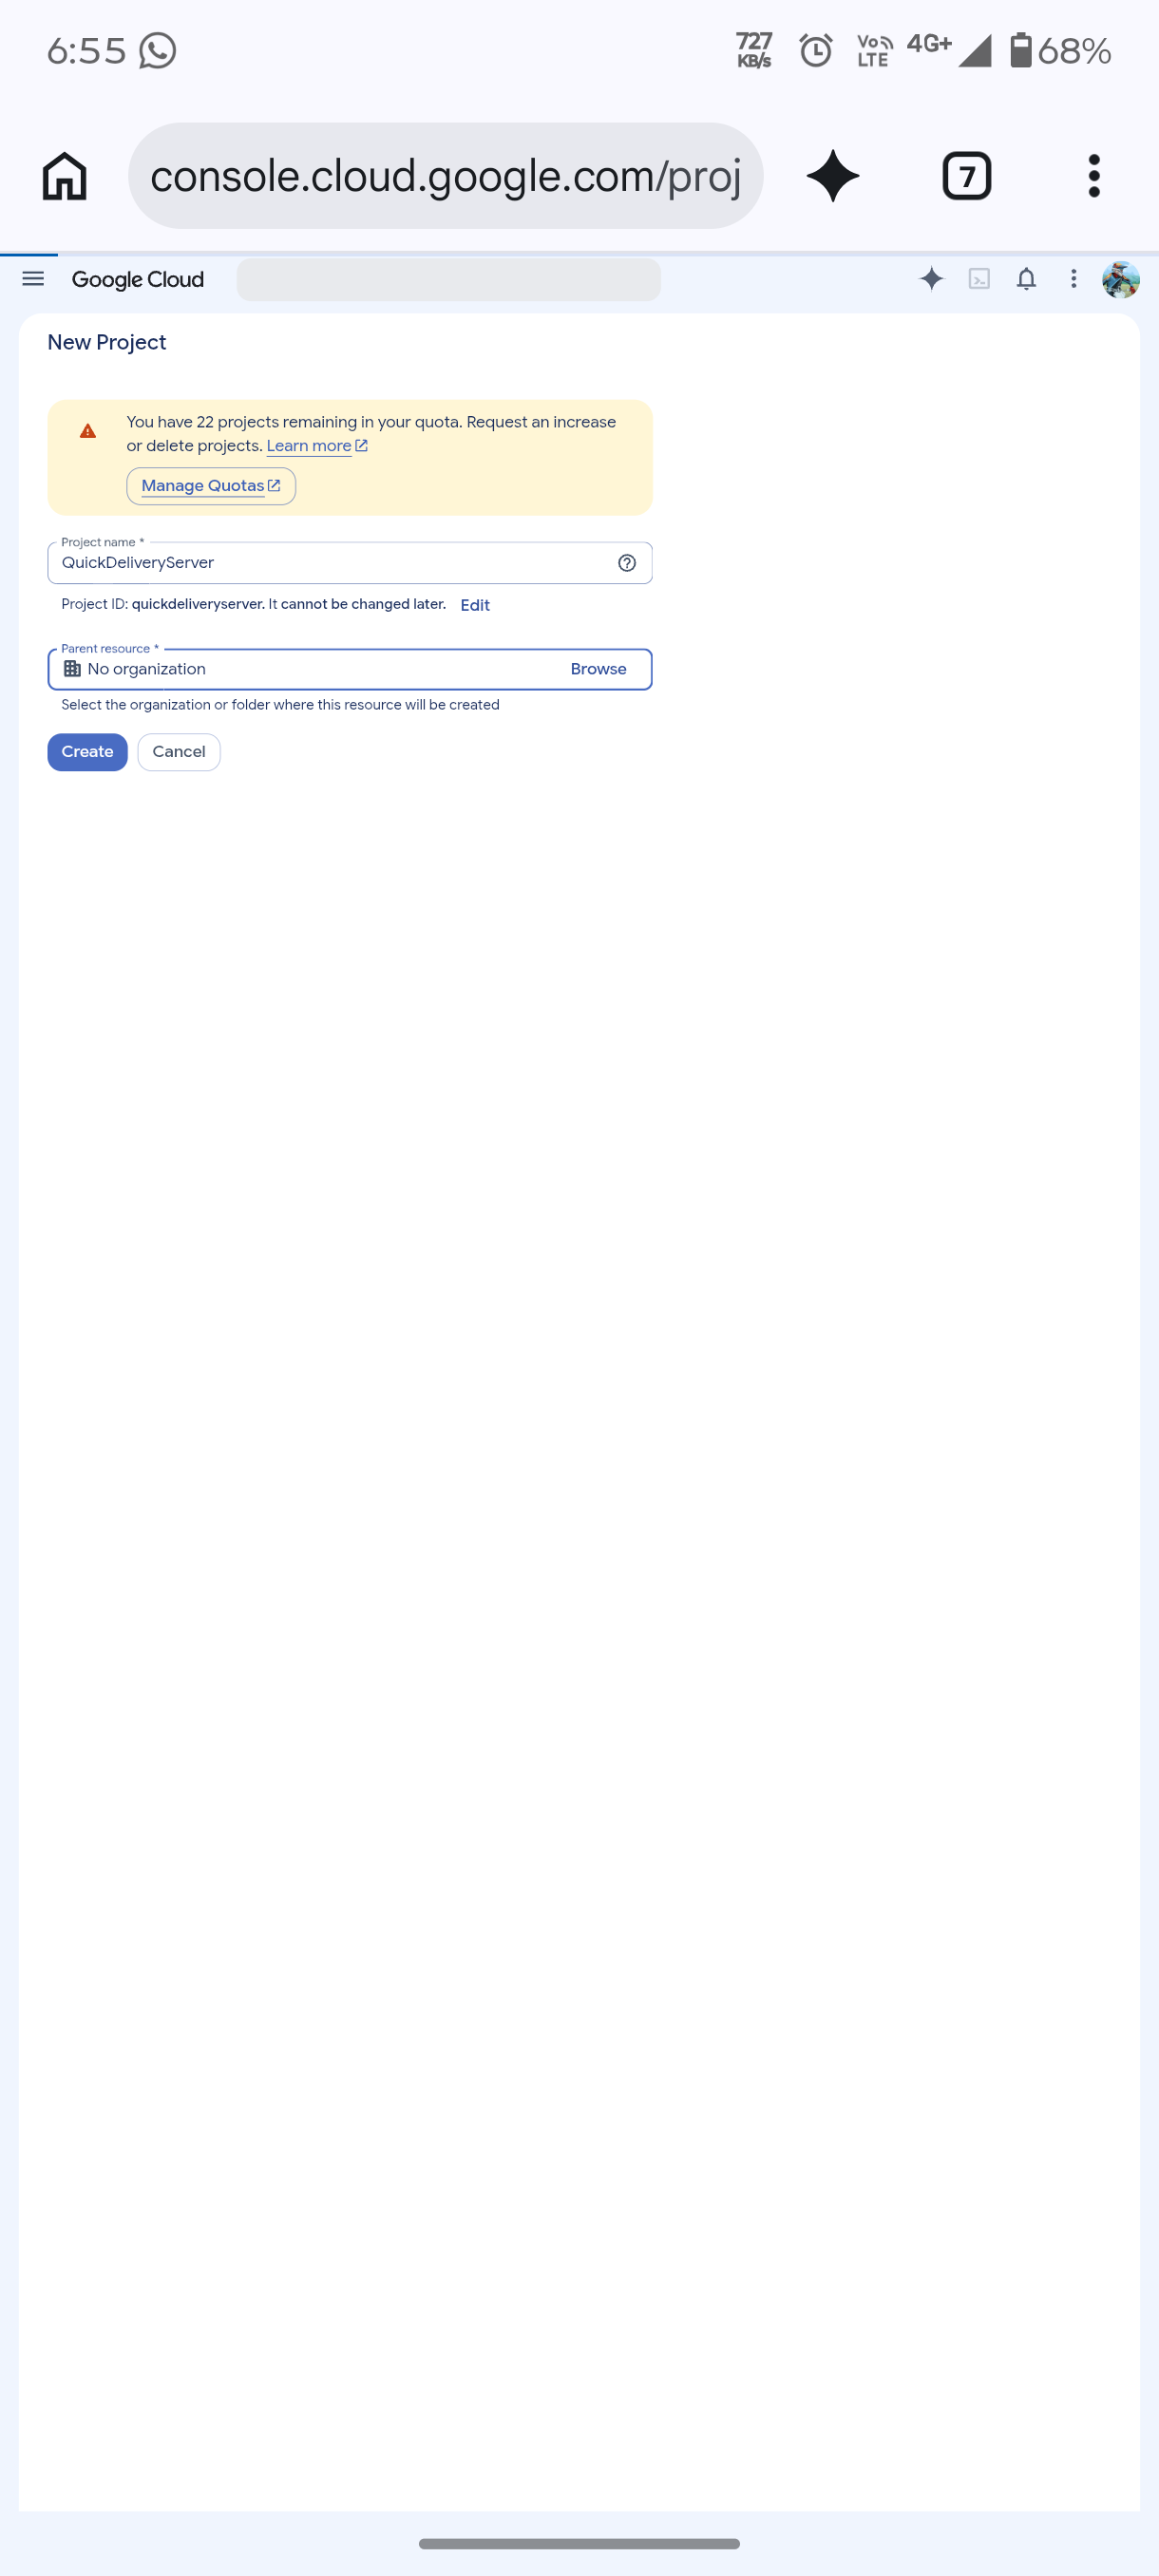 6:55
727
KB/s
Vo
LTE
4G+
68%
console.cloud.google.com/proj
7
Google Cloud
New Project
You have 22 projects remaining in your quota. Request an increase
or delete projects. Learn more
Manage Quotas
Project name *
QuickDeliveryServer
Project ID: quickdeliveryserver. It cannot be changed later. Edit
Parent resource *
No organization
Browse
Select the organization or folder where this resource will be created
Create
Cancel